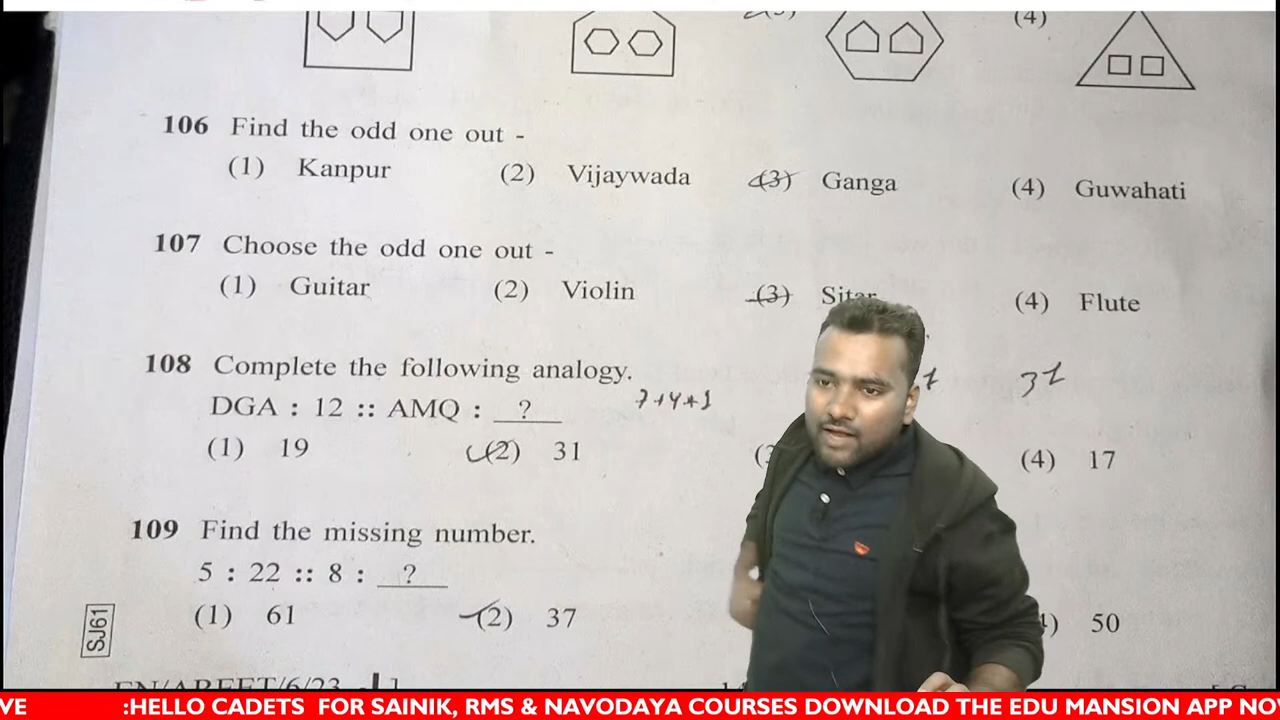 (4)
106 Find the odd one out -
(1) Kanpur (2) Vijaywada (3) Ganga (4) Guwahati
107 Choose the odd one out -
(1) Guitar (2) Violin (3) Sitar (4) Flute
108 Complete the following analogy.
7+4+1 31
DGA : 12 :: AMQ : ?
(1) 19 (2) 31 (4) 17
109 Find the missing number.
5 : 22 :: 8 : ?
(1) 61 (2) 37 50
SJ61
VE :HELLO CADETS FOR SAINIK, RMS & NAVODAYA COURSES DOWNLOAD THE EDU MANSION APP NO